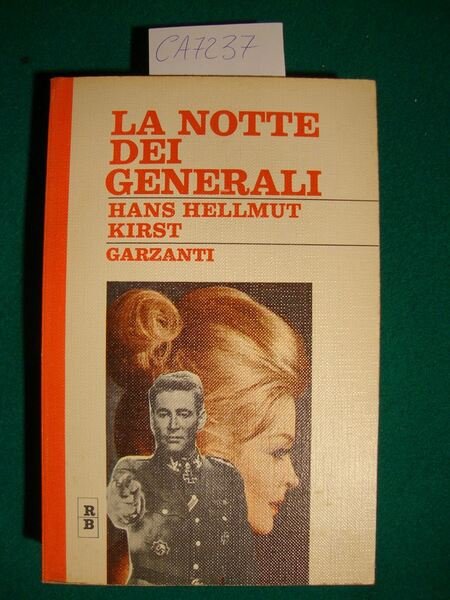 CA7237
LA NOTTE
DEI
GENERALI
HANS HELLMUT
KIRST
GARZANTI
R
B